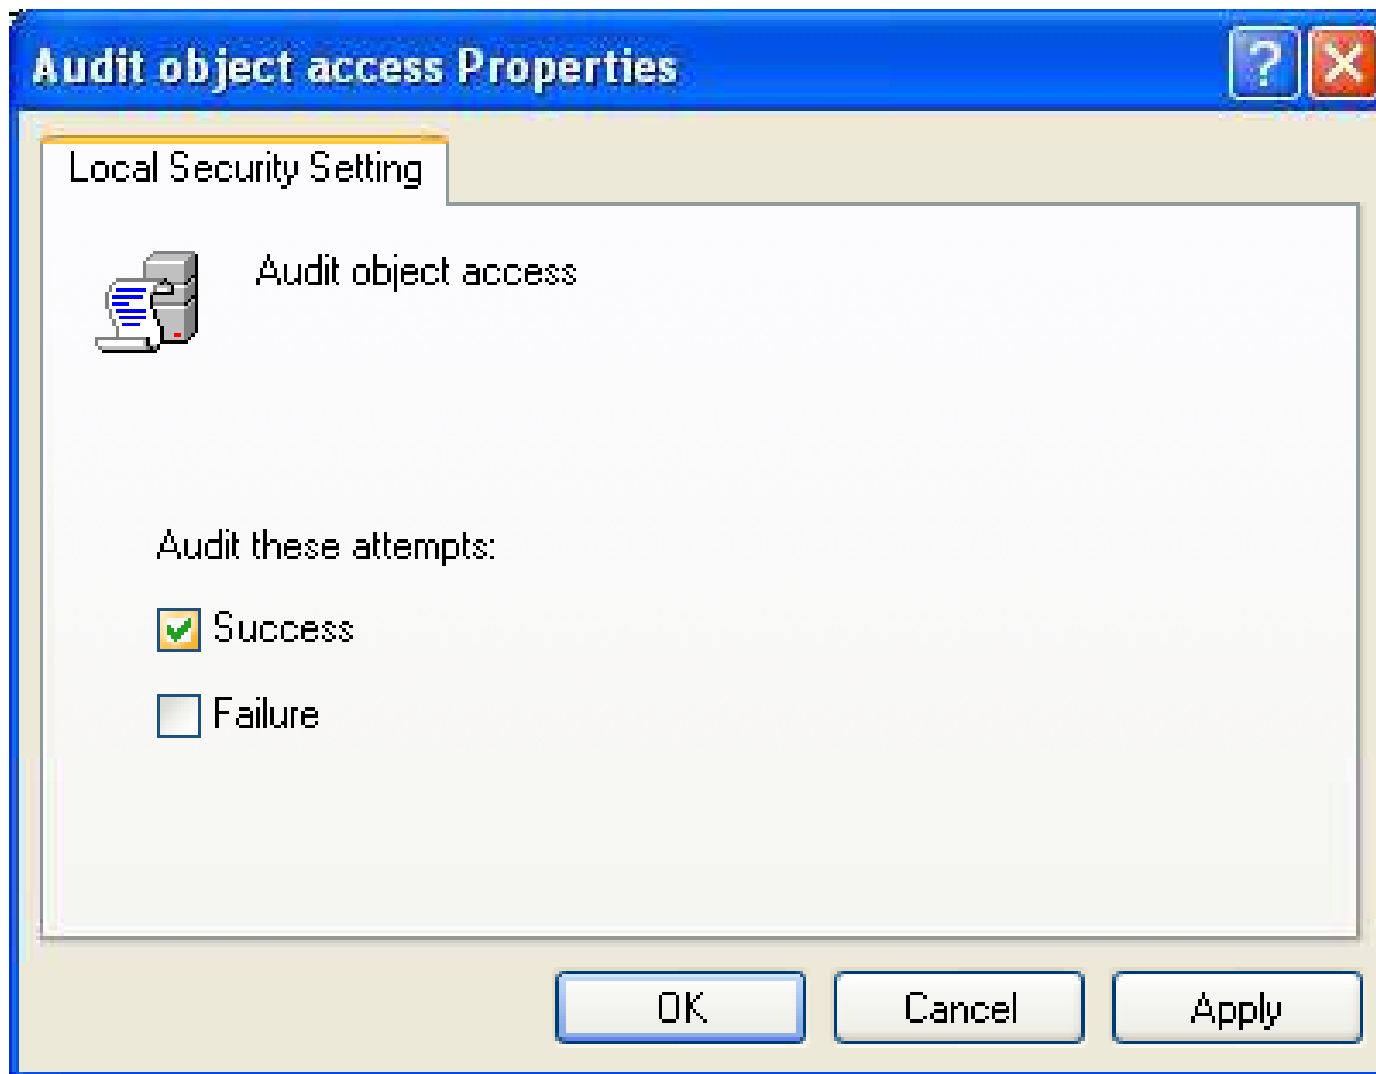 Audit object access Properties
?
Local Security Setting
Audit object access
Audit these attempts:
Success
Failure
OK Cancel Apply